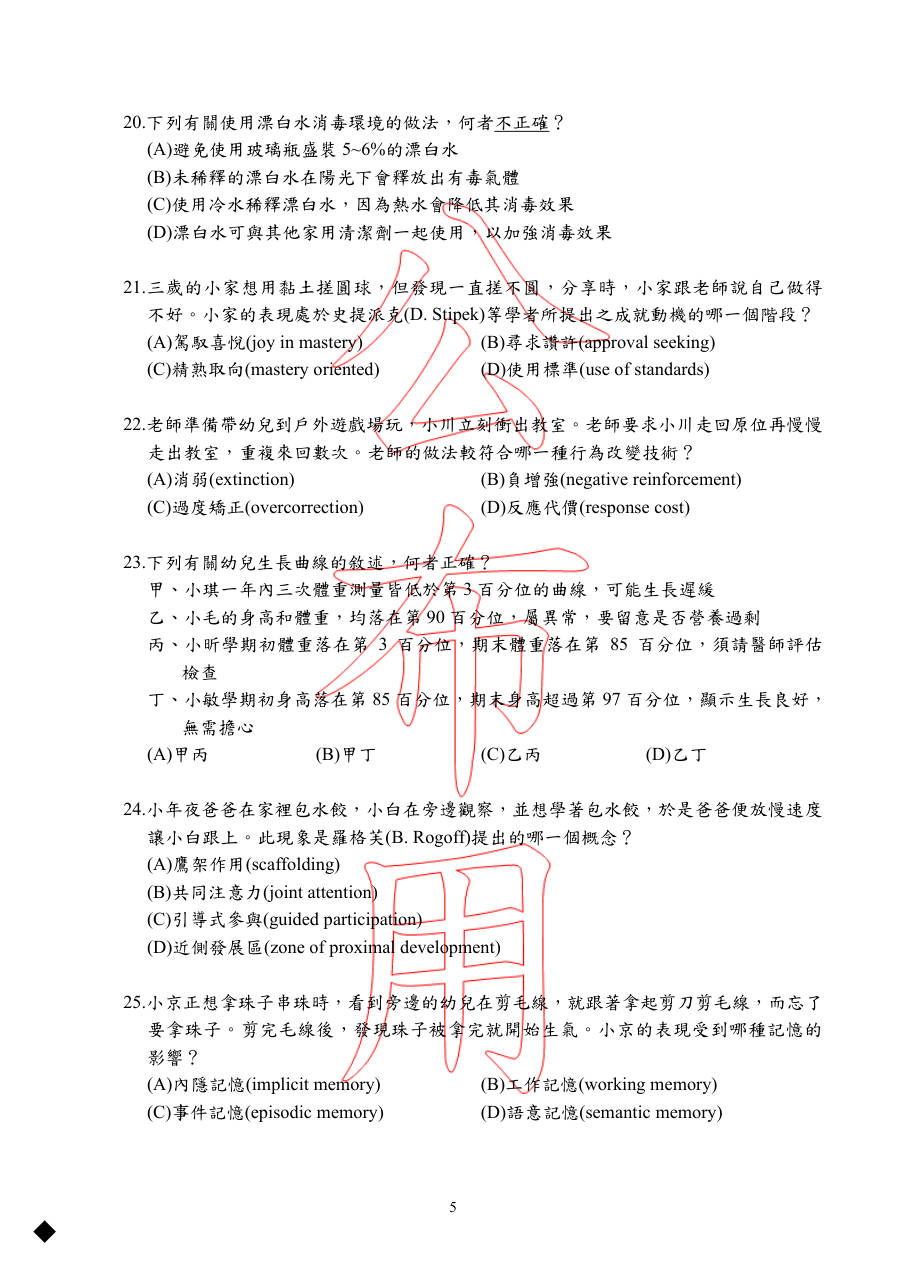 20.下列有關使用漂白水消毒環境的做法，何者不正確？
(A)避免使用玻璃瓶盛裝 5~6%的漂白水
(B)未稀釋的漂白水在陽光下會釋放出有毒氣體
(C)使用冷水稀釋漂白水，因為熱水會降低其消毒效果
(D)漂白水可與其他家用清潔劑一起使用，以加強消毒效果
21.三歲的小家想用黏土搓圓球，但發現一直搓不圓，分享時，小家跟老師說自己做得
不好。小家的表現處於史提派克(D. Stipek)等學者所提出之成就動機的哪一個階段？
(A)駕馭喜悅(joy in mastery) (B)尋求讚許(approval seeking)
(C)精熟取向(mastery oriented) (D)使用標準(use of standards)
22.老師準備帶幼兒到戶外遊戲場玩，小川立刻衝出教室。老師要求小川走回原位再慢慢
走出教室，重複來回數次。老師的做法較符合哪一種行為改變技術？
(A)消弱(extinction) (B)負增強(negative reinforcement)
(C)過度矯正(overcorrection) (D)反應代價(response cost)
23.下列有關幼兒生長曲線的敘述，何者正確？
甲、小琪一年內三次體重測量皆低於第 3 百分位的曲線，可能生長遲緩
乙、小毛的身高和體重，均落在第 90 百分位，屬異常，要留意是否營養過剩
丙、小昕學期初體重落在第 3 百分位，期末體重落在第 85 百分位，須請醫師評估
檢查
丁、小敏學期初身高落在第 85 百分位，期末身高超過第 97 百分位，顯示生長良好，
無需擔心
(A)甲丙 (B)甲丁 (C)乙丙 (D)乙丁
24.小年夜爸爸在家裡包水餃，小白在旁邊觀察，並想學著包水餃，於是爸爸便放慢速度
讓小白跟上。此現象是羅格芙(B. Rogoff)提出的哪一個概念？
(A)鷹架作用(scaffolding)
(B)共同注意力(joint attention)
(C)引導式參與(guided participation)
(D)近側發展區(zone of proximal development)
25.小京正想拿珠子串珠時，看到旁邊的幼兒在剪毛線，就跟著拿起剪刀剪毛線，而忘了
要拿珠子。剪完毛線後，發現珠子被拿完就開始生氣。小京的表現受到哪種記憶的
影響？
(A)內隱記憶(implicit memory) (B)工作記憶(working memory)
(C)事件記憶(episodic memory) (D)語意記憶(semantic memory)
公布用
5